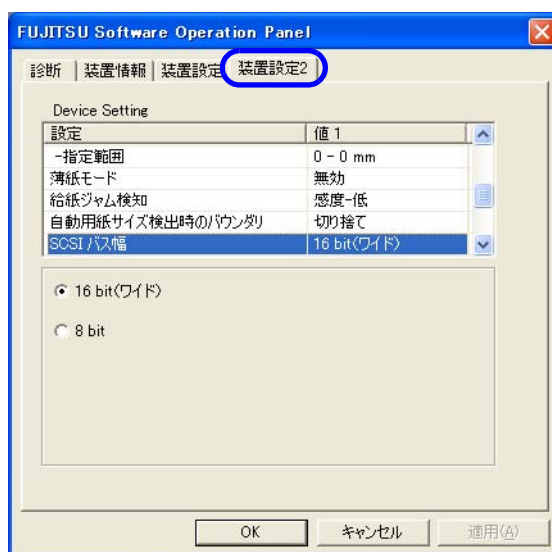 FUJITSU Software Operation Panel
診断 装置情報 装置設定 装置設定2
Device Setting
設定 値 1
-指定範囲 0 - 0 mm
薄紙モード 無効
給紙ジャム検知 感度-低
自動用紙サイズ検出時のバウンダリ 切り捨て
SCSI バス幅 16 bit(ワイド)
16 bit(ワイド)
8 bit
OK キャンセル 適用(A)